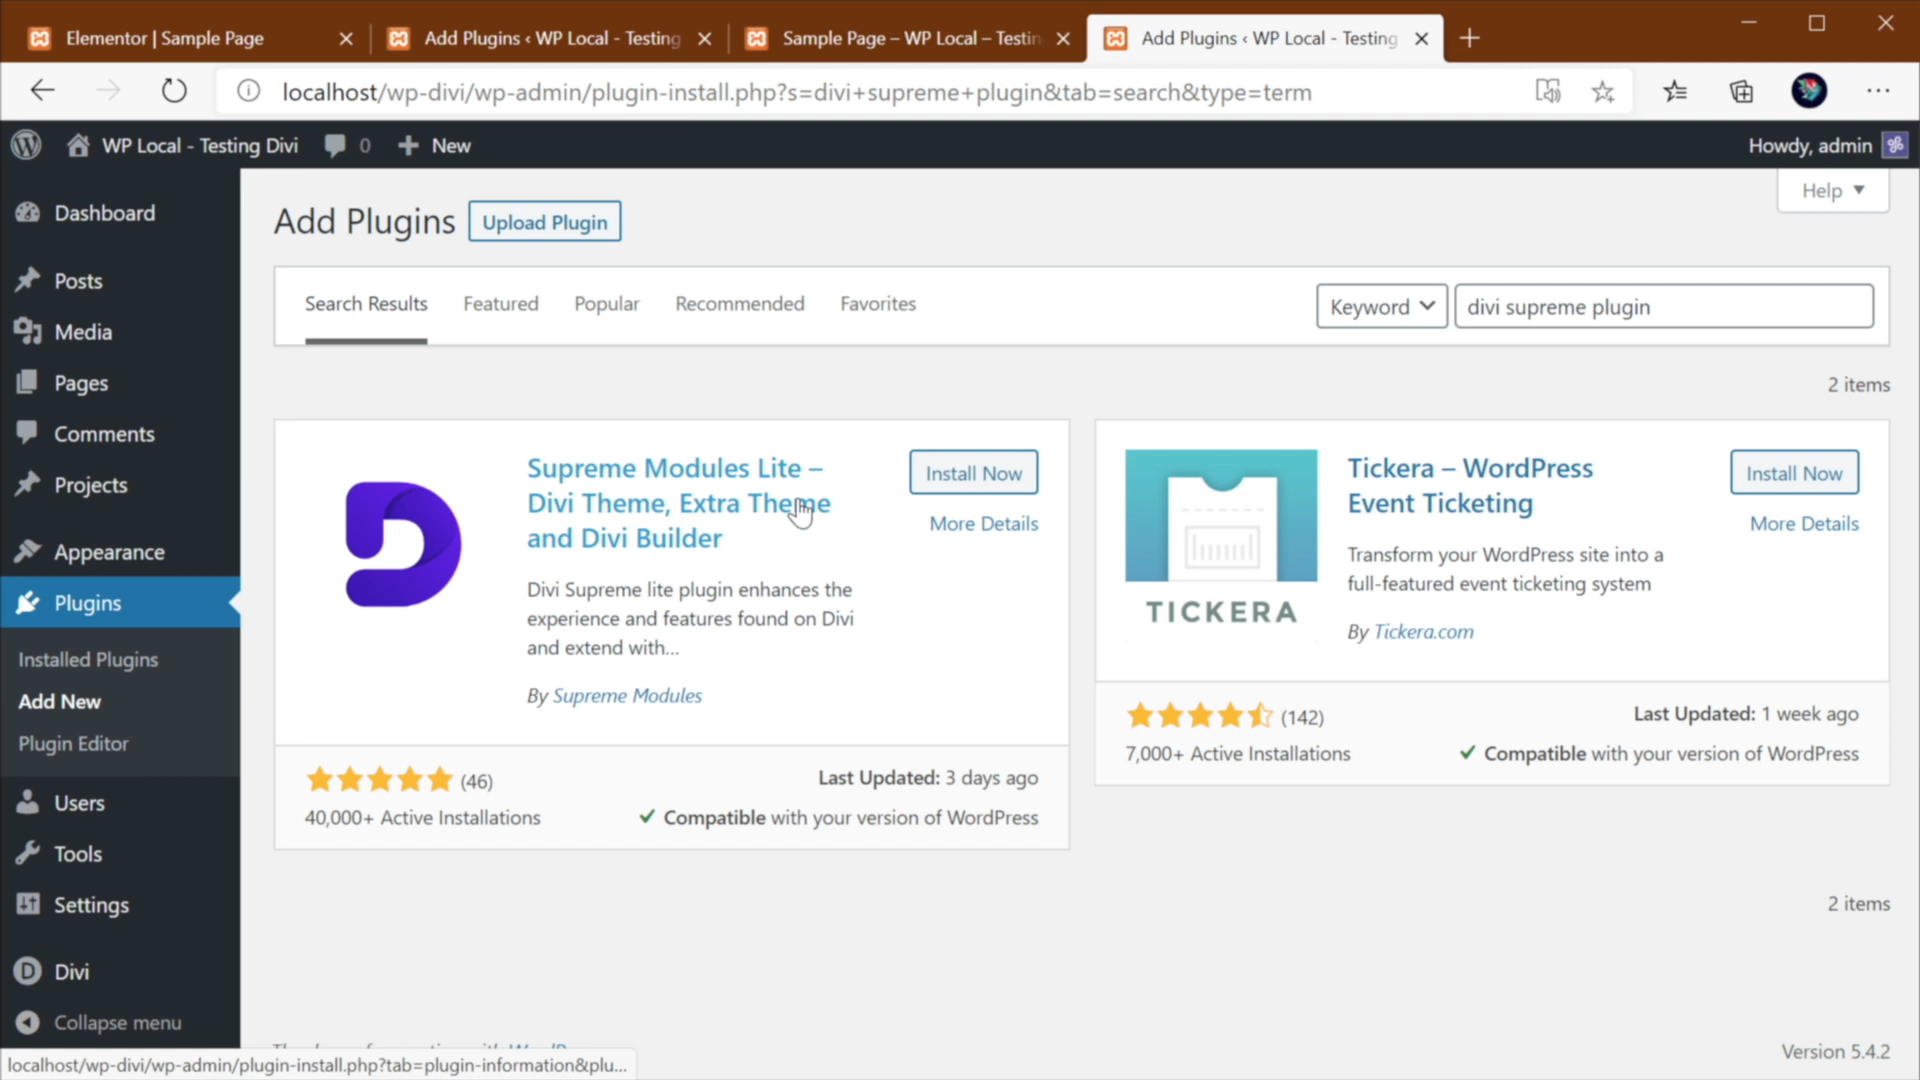 Elementor | Sample Page
Add Plugins ‹ WP Local - Testing
Sample Page – WP Local – Testin
Add Plugins ‹ WP Local - Testing
localhost/wp-divi/wp-admin/plugin-install.php?s=divi+supreme+plugin&tab=search&type=term
WP Local - Testing Divi
0
New
Howdy, admin
Help
Dashboard
Posts
Media
Pages
Comments
Projects
Appearance
Plugins
Installed Plugins
Add New
Plugin Editor
Users
Tools
Settings
Divi
Collapse menu
Add Plugins
Upload Plugin
Search Results
Featured
Popular
Recommended
Favorites
Keyword
divi supreme plugin
2 items
Supreme Modules Lite –
Divi Theme, Extra Theme
and Divi Builder
Install Now
More Details
Divi Supreme lite plugin enhances the
experience and features found on Divi
and extend with...
By Supreme Modules
(46)
Last Updated: 3 days ago
40,000+ Active Installations
Compatible with your version of WordPress
TICKERA
Tickera – WordPress
Event Ticketing
Install Now
More Details
Transform your WordPress site into a
full-featured event ticketing system
By Tickera.com
(142)
Last Updated: 1 week ago
7,000+ Active Installations
Compatible with your version of WordPress
2 items
Version 5.4.2
localhost/wp-divi/wp-admin/plugin-install.php?tab=plugin-information&plu...